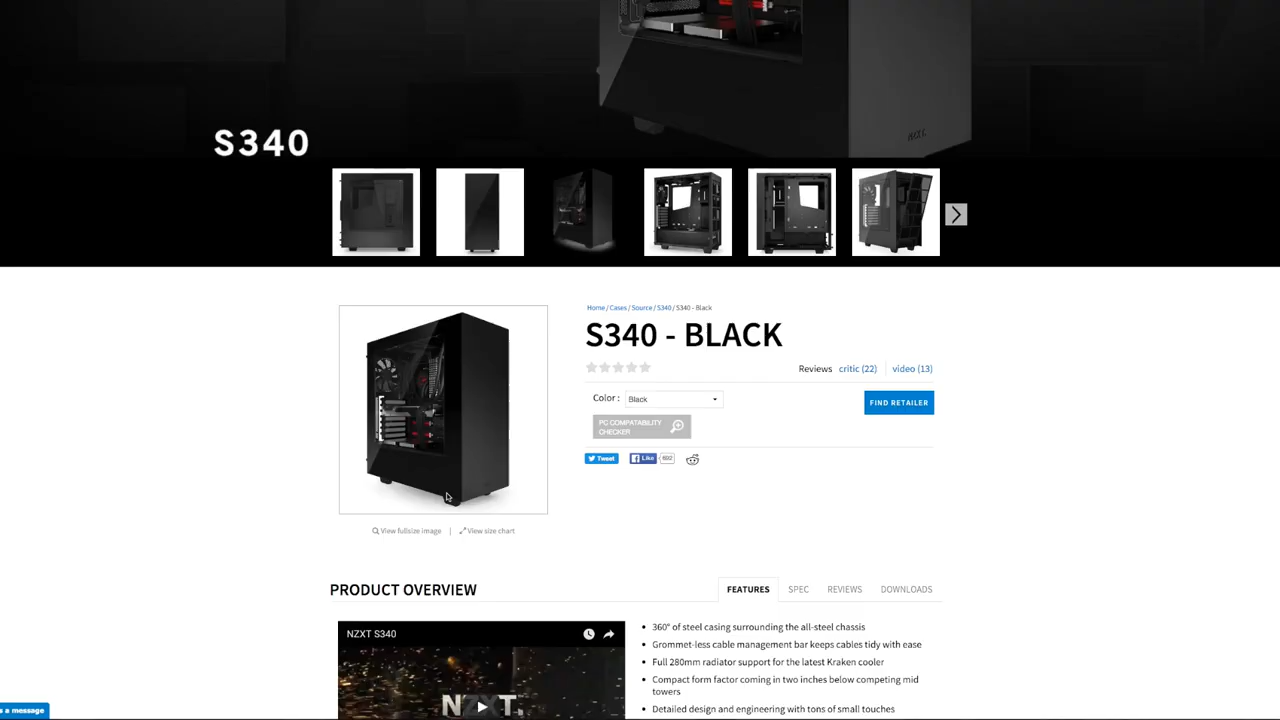 NZXT
S340
Home / Cases / Source / S340 / S340 - Black
S340 - BLACK
Reviews critic (22) video (13)
Color : Black
FIND RETAILER
PC COMPATABILITY
CHECKER
Tweet Like 692
View fullsize image | View size chart
PRODUCT OVERVIEW
FEATURES SPEC REVIEWS DOWNLOADS
NZXT S340
NZXT.
• 360° of steel casing surrounding the all-steel chassis
• Grommet-less cable management bar keeps cables tidy with ease
• Full 280mm radiator support for the latest Kraken cooler
• Compact form factor coming in two inches below competing mid
towers
• Detailed design and engineering with tons of small touches
s a message